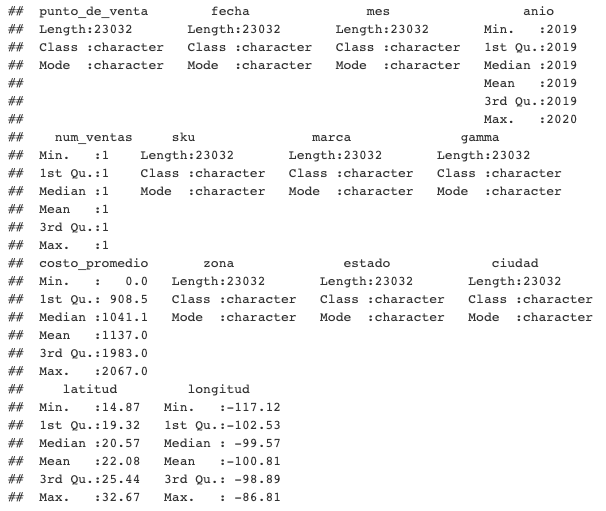 ##  punto_de_venta        fecha               mes                 anio
##  Length:23032       Length:23032       Length:23032       Min.   :2019
##  Class :character   Class :character   Class :character   1st Qu.:2019
##  Mode  :character   Mode  :character   Mode  :character   Median :2019
##                                                           Mean   :2019
##                                                           3rd Qu.:2019
##                                                           Max.   :2020
##    num_ventas     sku               marca              gamma
##  Min.   :1    Length:23032       Length:23032       Length:23032
##  1st Qu.:1    Class :character   Class :character   Class :character
##  Median :1    Mode  :character   Mode  :character   Mode  :character
##  Mean   :1
##  3rd Qu.:1
##  Max.   :1
##  costo_promedio       zona              estado             ciudad
##  Min.   :   0.0   Length:23032       Length:23032       Length:23032
##  1st Qu.: 908.5   Class :character   Class :character   Class :character
##  Median :1041.1   Mode  :character   Mode  :character   Mode  :character
##  Mean   :1137.0
##  3rd Qu.:1983.0
##  Max.   :2067.0
##     latitud         longitud
##  Min.   :14.87   Min.   :-117.12
##  1st Qu.:19.32   1st Qu.:-102.53
##  Median :20.57   Median : -99.57
##  Mean   :22.08   Mean   :-100.81
##  3rd Qu.:25.44   3rd Qu.: -98.89
##  Max.   :32.67   Max.   : -86.81